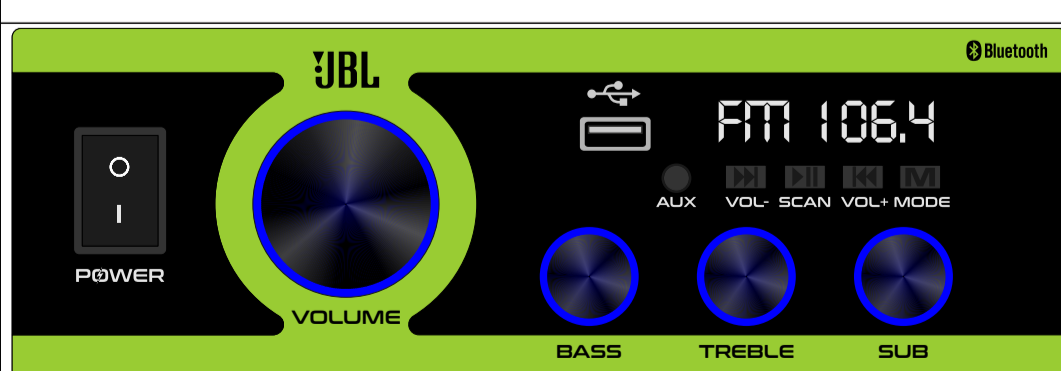 JBL
Bluetooth
FM 106.4
AUX VOL- SCAN VOL+ MODE
M
POWER
VOLUME
BASS TREBLE SUB